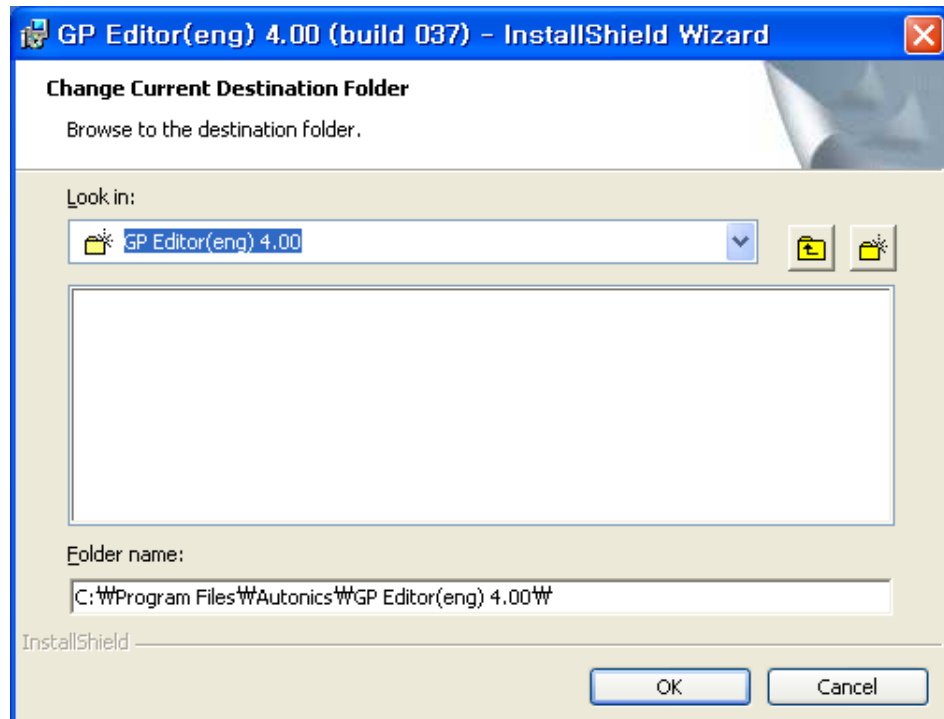 GP Editor(eng) 4.00 (build 037) - InstallShield Wizard
Change Current Destination Folder
Browse to the destination folder.
Look in:
GP Editor(eng) 4.00
Folder name:
C:₩Program Files₩Autonics₩GP Editor(eng) 4.00₩
InstallShield
OK Cancel